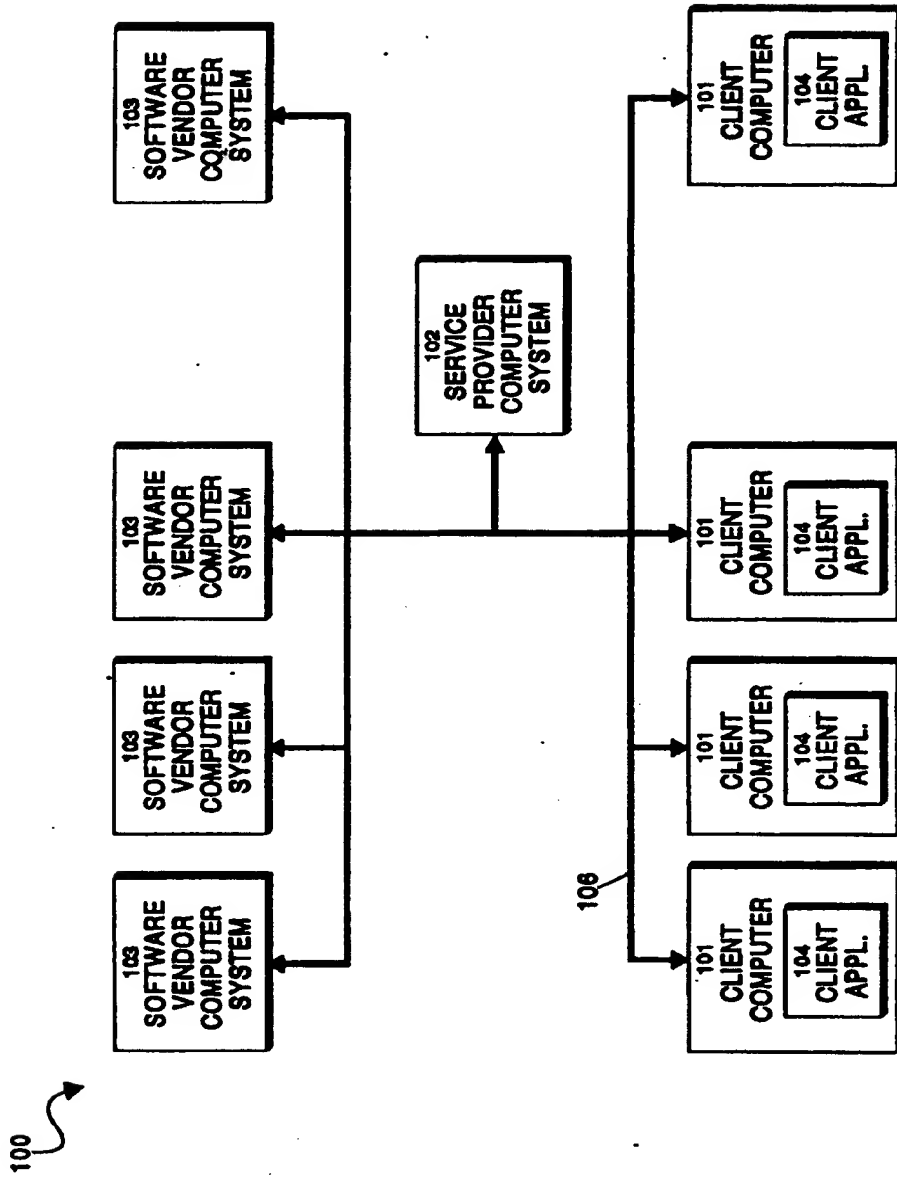 100
103
SOFTWARE
VENDOR
COMPUTER
SYSTEM
103
SOFTWARE
VENDOR
COMPUTER
SYSTEM
103
SOFTWARE
VENDOR
COMPUTER
SYSTEM
103
SOFTWARE
VENDOR
COMPUTER
SYSTEM
102
SERVICE
PROVIDER
COMPUTER
SYSTEM
106
101
CLIENT
COMPUTER
104
CLIENT
APPL.
101
CLIENT
COMPUTER
104
CLIENT
APPL.
101
CLIENT
COMPUTER
104
CLIENT
APPL.
101
CLIENT
COMPUTER
104
CLIENT
APPL.